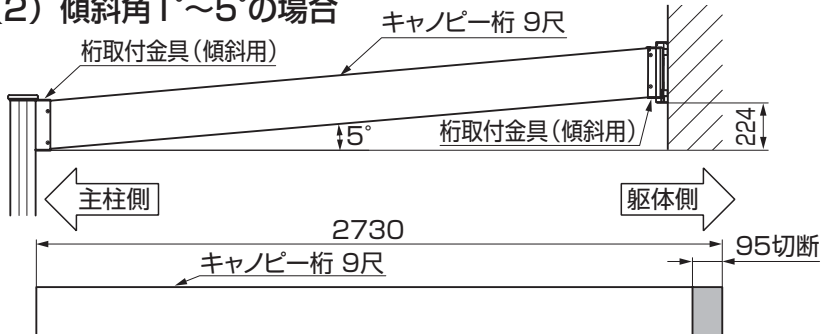 (2) 傾斜角1°～5°の場合
キャノピー桁 9尺
桁取付金具(傾斜用)
5°
桁取付金具(傾斜用)
224
主柱側
躯体側
2730
95切断
キャノピー桁 9尺